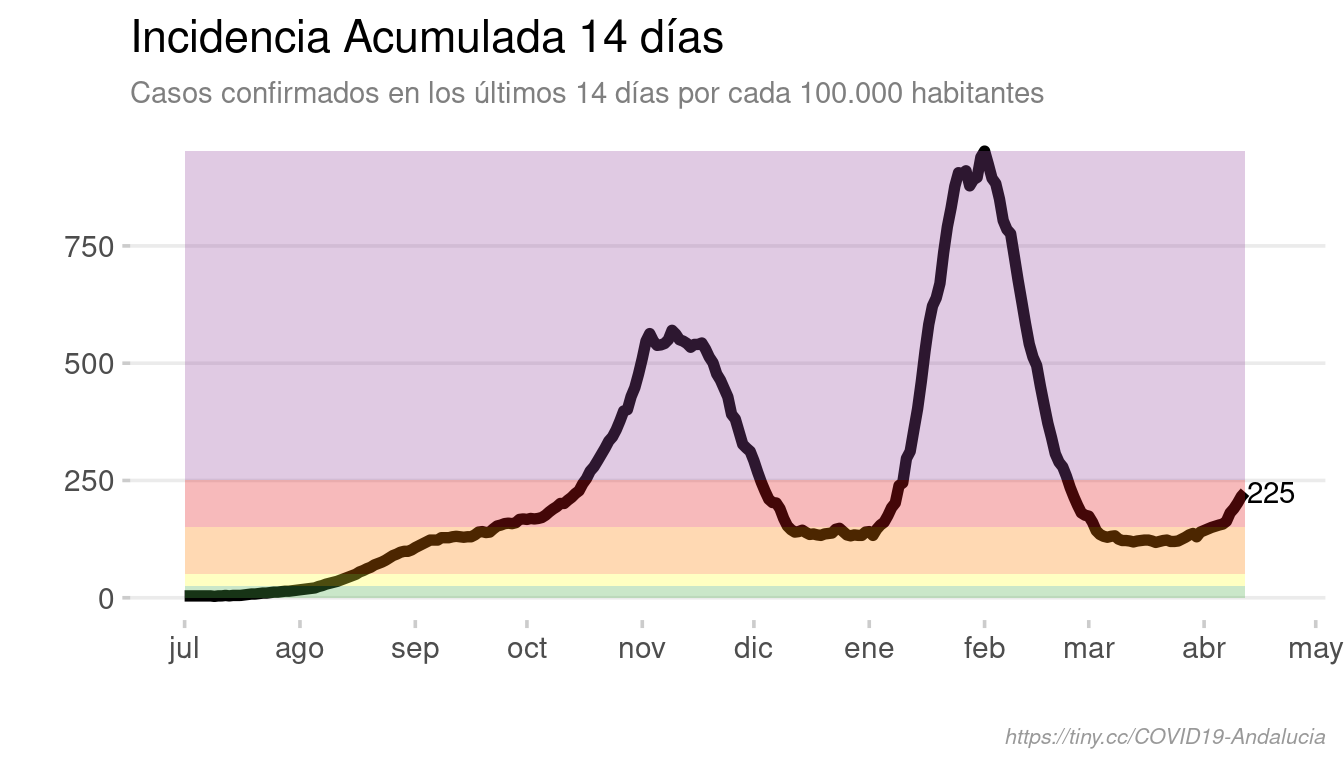 Incidencia Acumulada 14 días
Casos confirmados en los últimos 14 días por cada 100.000 habitantes
750
500
250
225
0
jul ago sep oct nov dic ene feb mar abr may
https://tiny.cc/COVID19-Andalucia